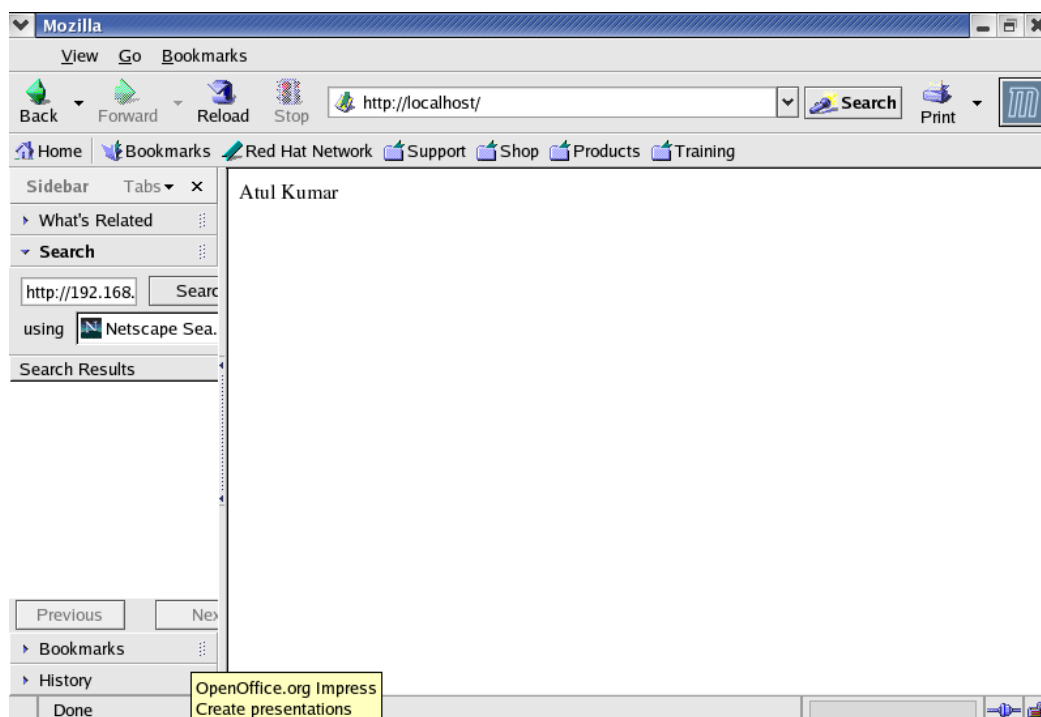 Mozilla
View Go Bookmarks
Back Forward Reload Stop http://localhost/ Search Print
Home Bookmarks Red Hat Network Support Shop Products Training
Sidebar Tabs
Atul Kumar
What's Related
Search
http://192.168. Searc
using Netscape Sea.
Search Results
Previous Nex
Bookmarks
History
OpenOffice.org Impress
Create presentations
Done